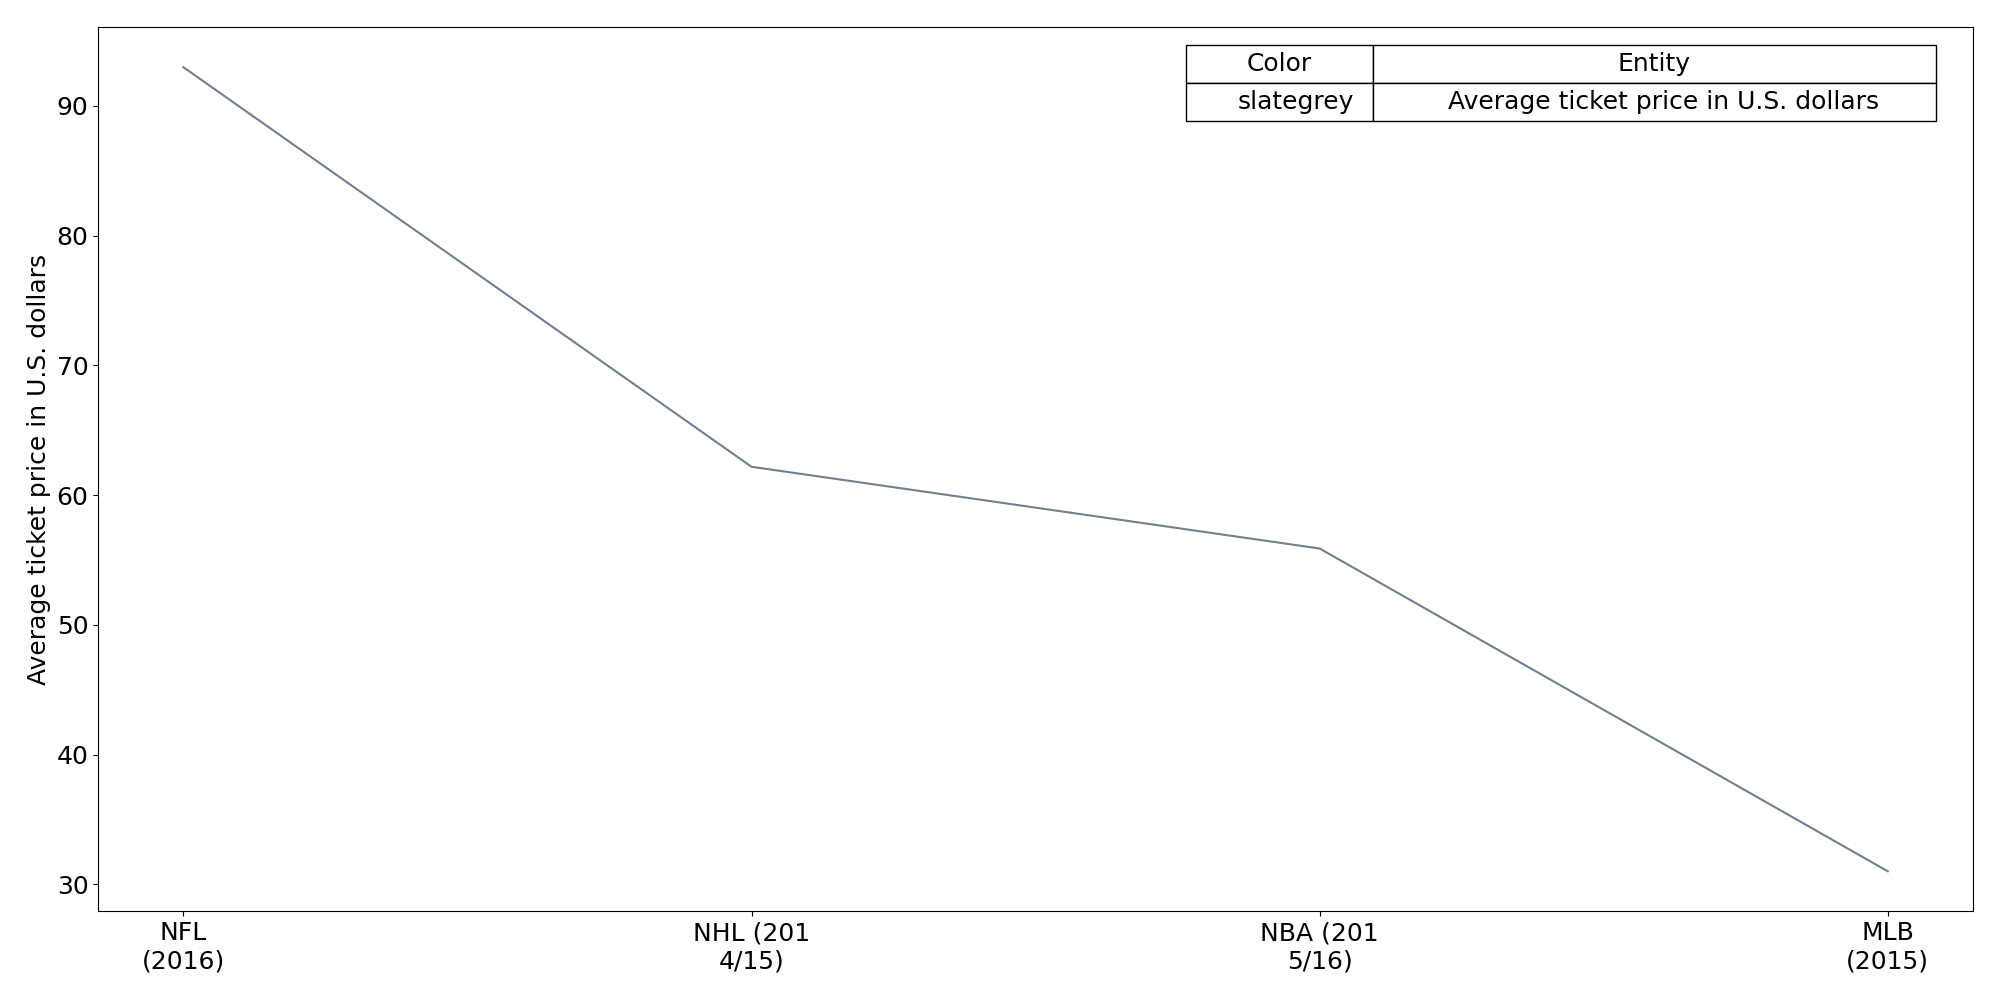 Color Entity
slategrey Average ticket price in U.S. dollars
Average ticket price in U.S. dollars
90
80
70
60
50
40
30
NFL
(2016)
NHL (201
4/15)
NBA (201
5/16)
MLB
(2015)